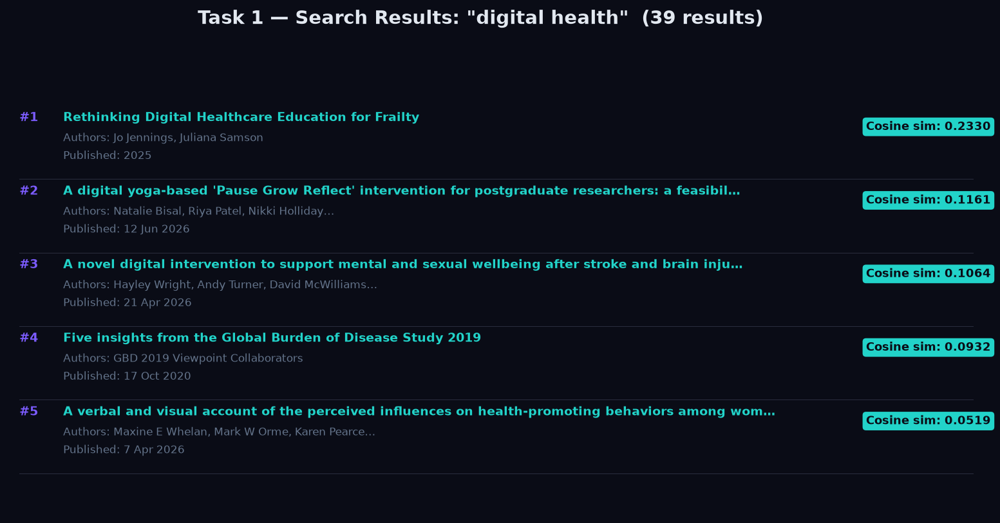 Task 1 — Search Results: "digital health"  (39 results)
#1 Rethinking Digital Healthcare Education for Frailty
Cosine sim: 0.2330
Authors: Jo Jennings, Juliana Samson
Published: 2025
#2 A digital yoga-based 'Pause Grow Reflect' intervention for postgraduate researchers: a feasibil…
Cosine sim: 0.1161
Authors: Natalie Bisal, Riya Patel, Nikki Holliday…
Published: 12 Jun 2026
#3 A novel digital intervention to support mental and sexual wellbeing after stroke and brain inju…
Cosine sim: 0.1064
Authors: Hayley Wright, Andy Turner, David McWilliams…
Published: 21 Apr 2026
#4 Five insights from the Global Burden of Disease Study 2019
Cosine sim: 0.0932
Authors: GBD 2019 Viewpoint Collaborators
Published: 17 Oct 2020
#5 A verbal and visual account of the perceived influences on health-promoting behaviors among wom…
Cosine sim: 0.0519
Authors: Maxine E Whelan, Mark W Orme, Karen Pearce…
Published: 7 Apr 2026